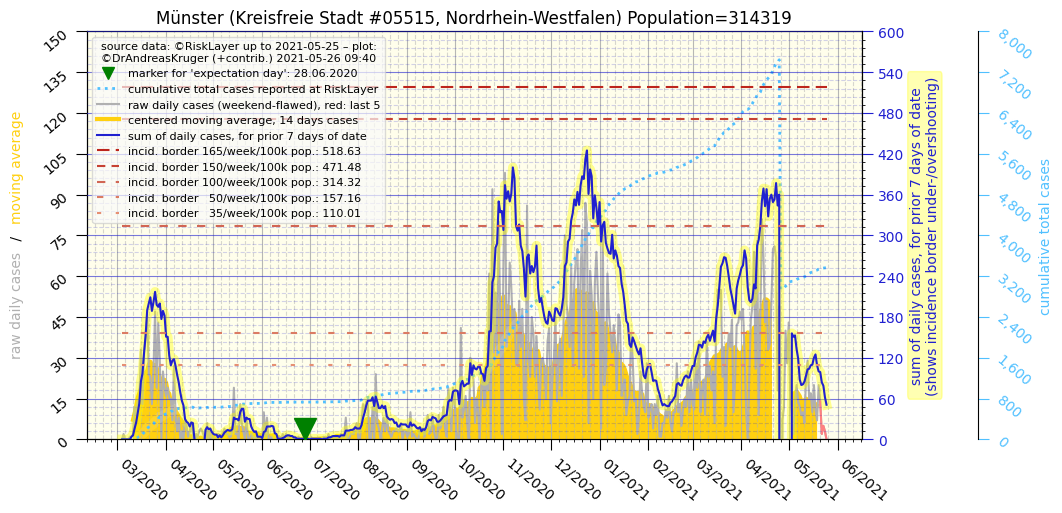 Münster (Kreisfreie Stadt #05515, Nordrhein-Westfalen) Population=314319
source data: ©RiskLayer up to 2021-05-25 – plot:
©DrAndreasKruger (+contrib.) 2021-05-26 09:40
marker for 'expectation day': 28.06.2020
cumulative total cases reported at RiskLayer
raw daily cases (weekend-flawed), red: last 5
centered moving average, 14 days cases
sum of daily cases, for prior 7 days of date
incid. border 165/week/100k pop.: 518.63
incid. border 150/week/100k pop.: 471.48
incid. border 100/week/100k pop.: 314.32
incid. border   50/week/100k pop.: 157.16
incid. border   35/week/100k pop.: 110.01
raw daily cases / moving average
150
135
120
105
90
75
60
45
30
15
0
03/2020
04/2020
05/2020
06/2020
07/2020
08/2020
09/2020
10/2020
11/2020
12/2020
01/2021
02/2021
03/2021
04/2021
05/2021
06/2021
600
540
480
420
360
300
240
180
120
60
0
sum of daily cases, for prior 7 days of date
(shows incidence border under-/overshooting)
8,000
7,200
6,400
5,600
4,800
4,000
3,200
2,400
1,600
800
0
cumulative total cases